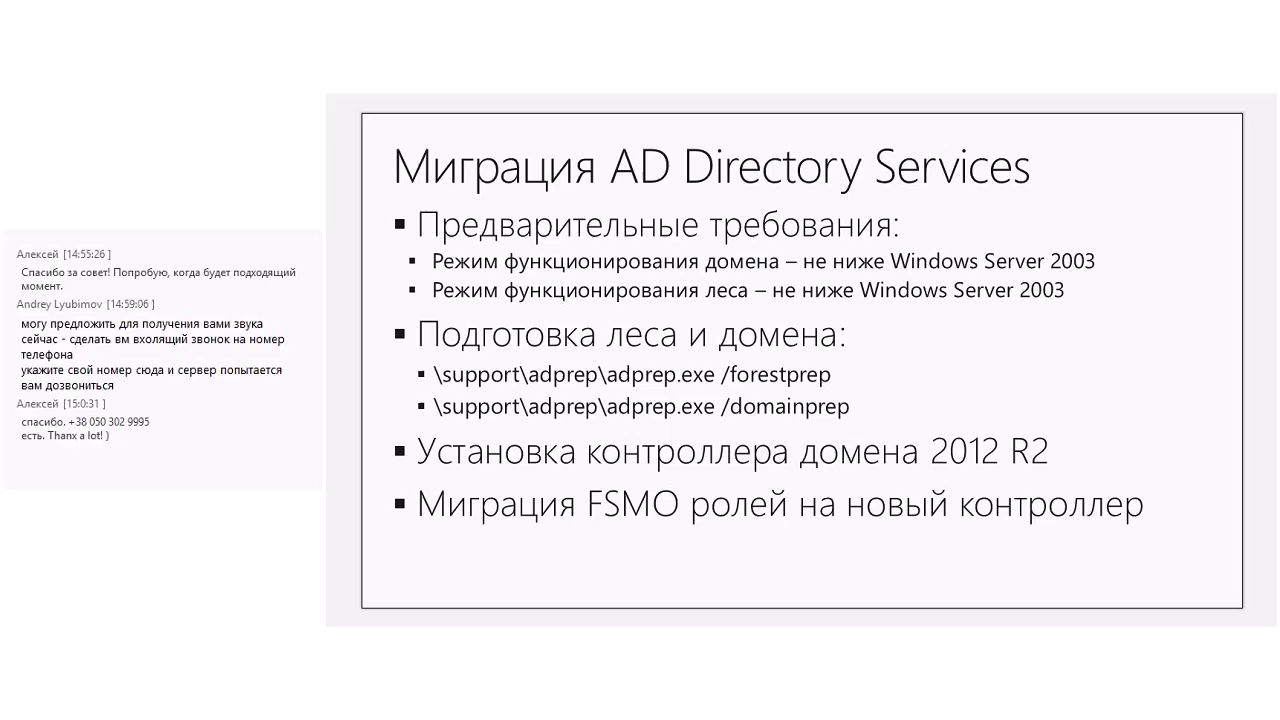 Алексей [14:55:26 ]
Спасибо за совет! Попробую, когда будет подходящий
момент.
Andrey Lyubimov [14:59:06 ]
могу предложить для получения вами звука
сейчас - сделать вм вхолящий звонок на номер
телефона
укажите свой номер сюда и сервер попытается
вам дозвониться
Алексей [15:0:31 ]
спасибо. +38 050 302 9995
есть. Thanx a lot! )
Миграция AD Directory Services
▪ Предварительные требования:
▪ Режим функционирования домена – не ниже Windows Server 2003
▪ Режим функционирования леса – не ниже Windows Server 2003
▪ Подготовка леса и домена:
▪ \support\adprep\adprep.exe /forestprep
▪ \support\adprep\adprep.exe /domainprep
▪ Установка контроллера домена 2012 R2
▪ Миграция FSMO ролей на новый контроллер